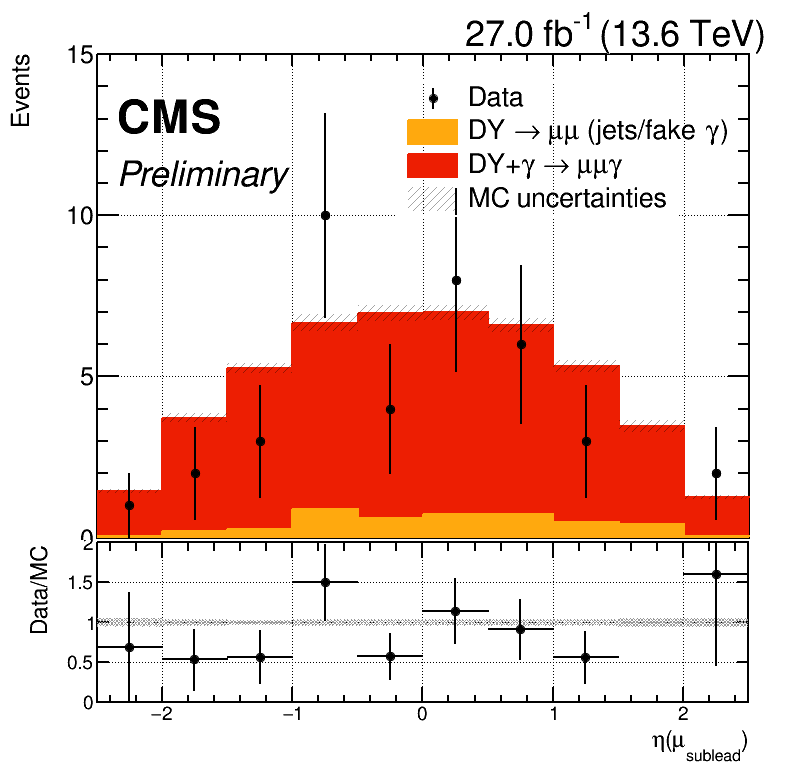 27.0 fb-1 (13.6 TeV)
Events
15
10
5
0
CMS
Preliminary
Data
DY → μμ (jets/fake γ)
DY+γ → μμγ
MC uncertainties
Data/MC
2
1.5
1
0.5
0
−2 −1 0 1 2
η(μsublead)